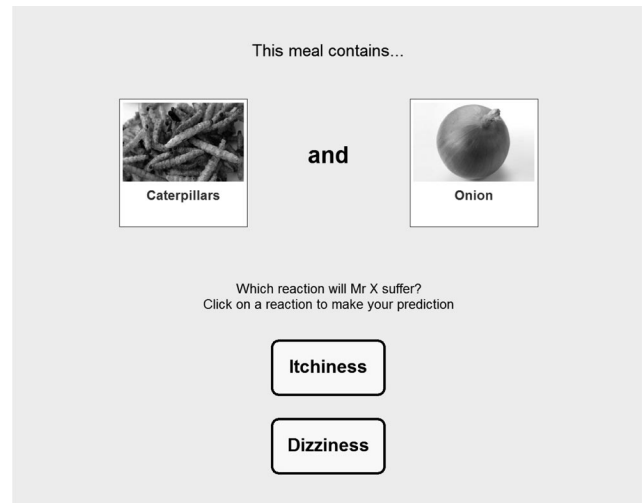 This meal contains...
Caterpillars
and
Onion
Which reaction will Mr X suffer?
Click on a reaction to make your prediction
Itchiness
Dizziness